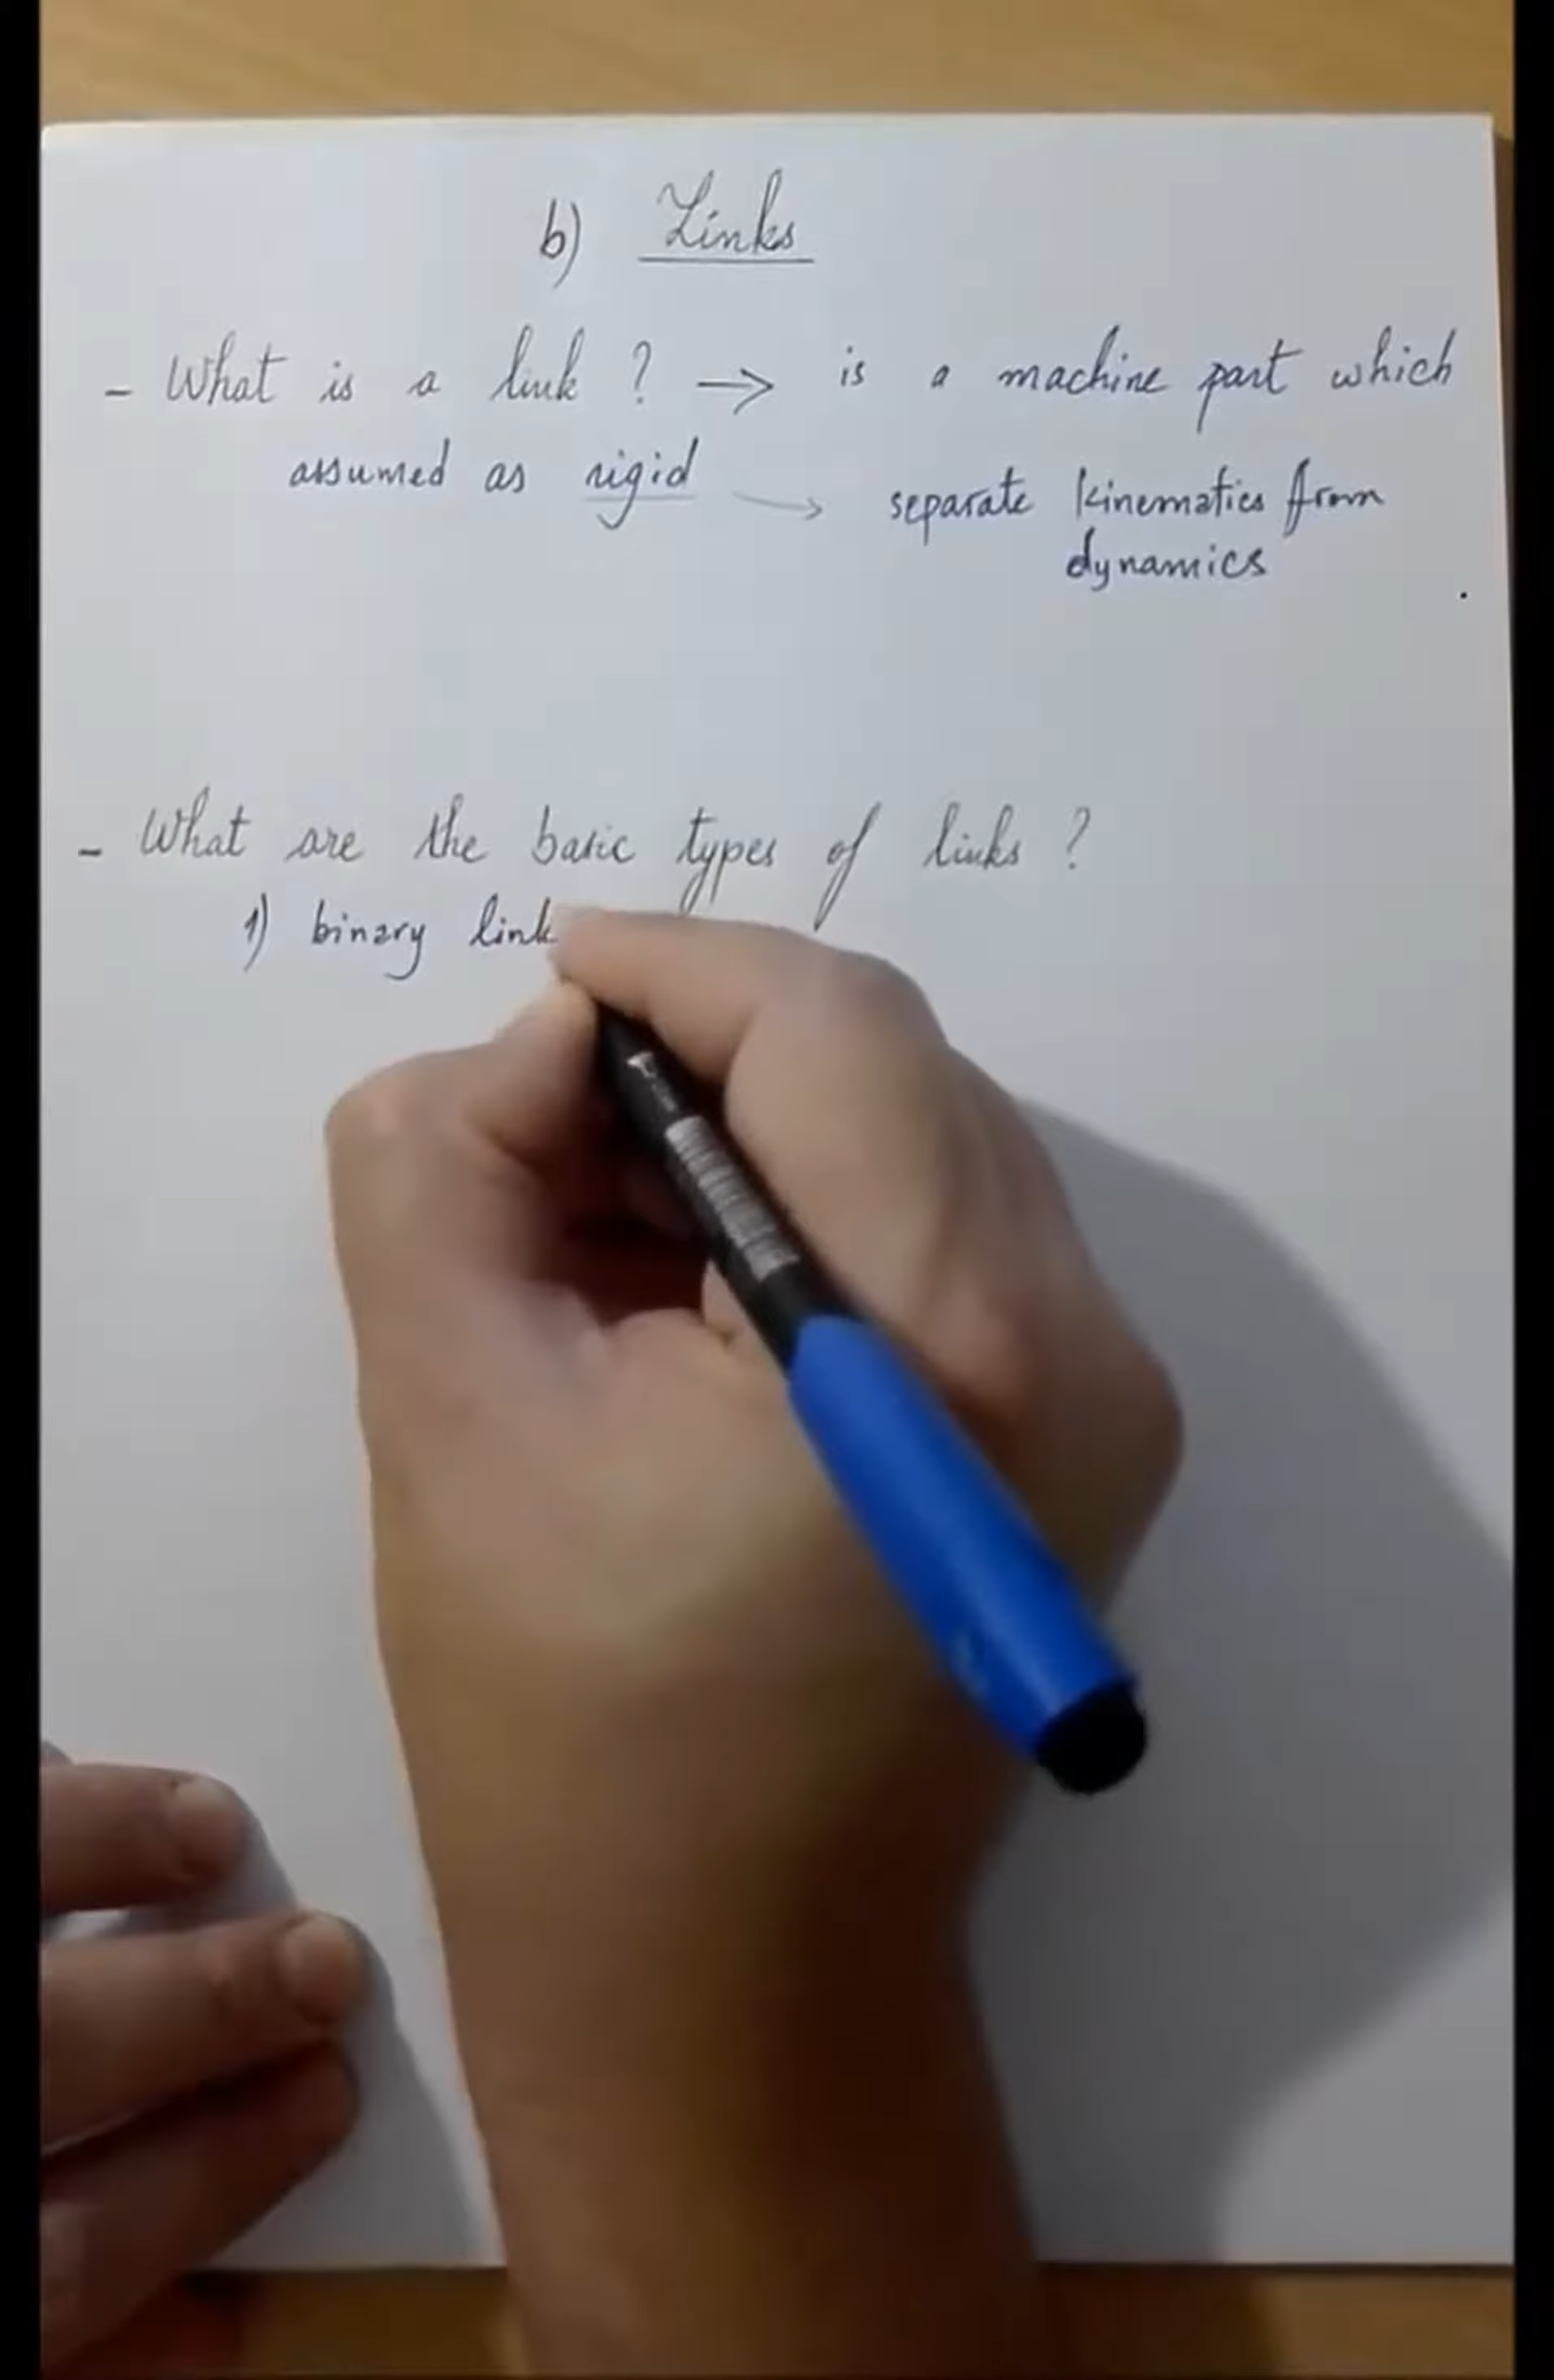 b) Links
- What is a link ? → is a machine part which
assumed as rigid → separate kinematics from
dynamics
- What are the basic types of links ?
1) binary link